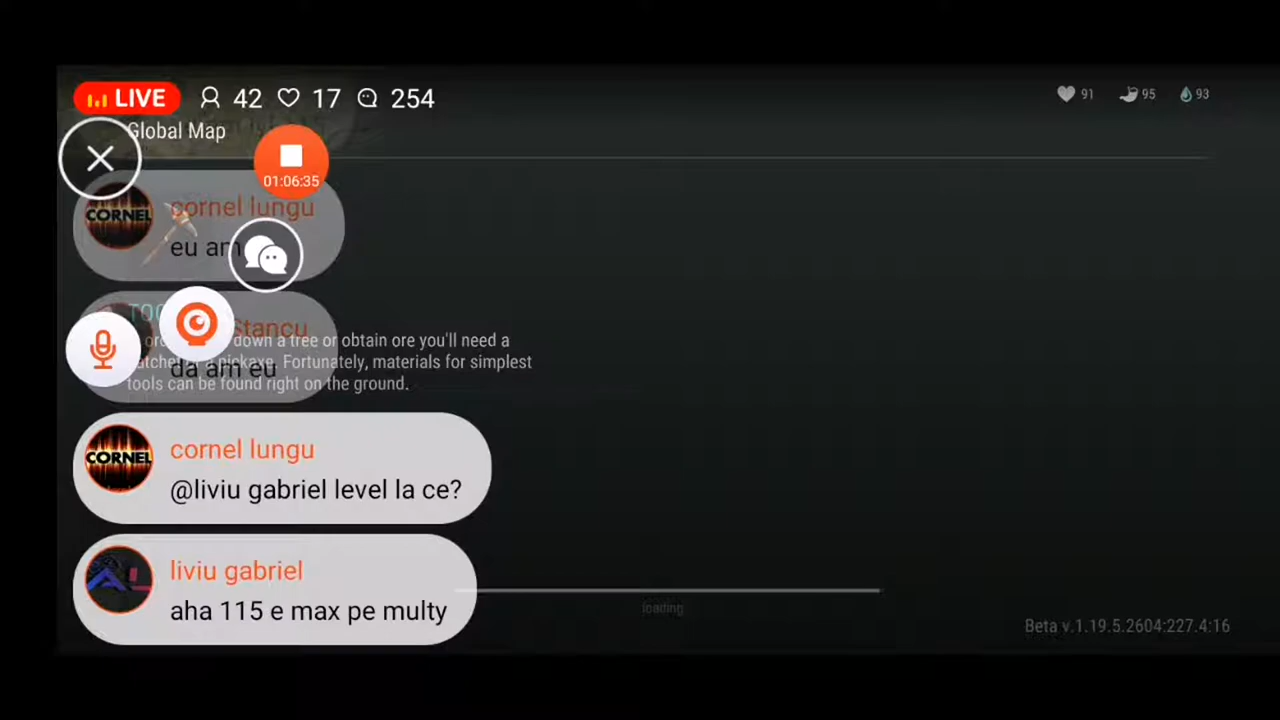 LIVE 42 17 254
91 95 93
Global Map
01:06:35
CORNEL
cornel lungu
eu am
Stancu
da am eu
down a tree or obtain ore you'll need a
pickaxe. Fortunately, materials for simplest
tools can be found right on the ground.
CORNEL
cornel lungu
@liviu gabriel level la ce?
liviu gabriel
aha 115 e max pe multy
loading
Beta v.1.19.5.2604:227.4:16